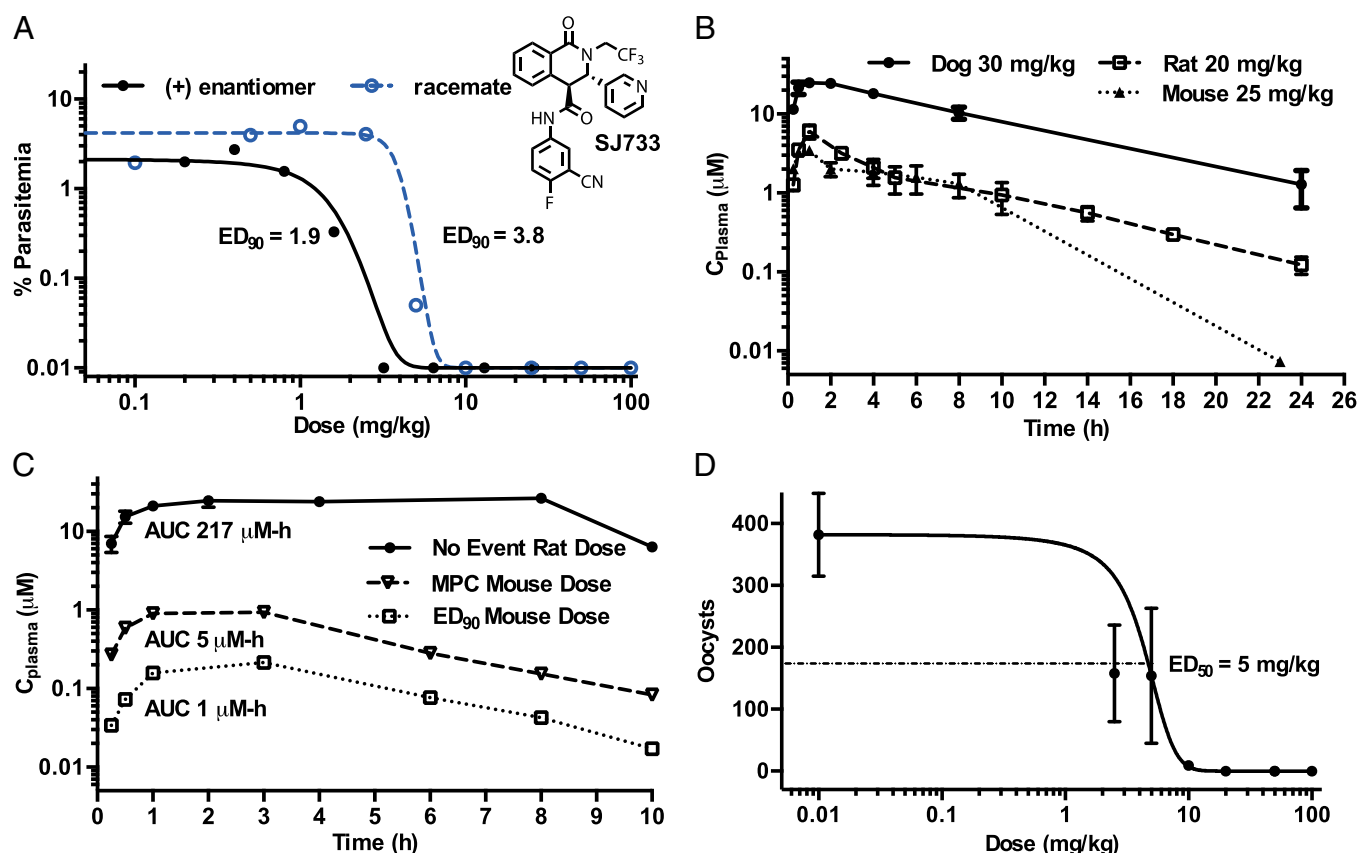 A
(+) enantiomer
racemate
% Parasitemia
10
1
0.1
0.01
ED90 = 1.9
ED90 = 3.8
0.1
1
10
100
Dose (mg/kg)
O
N
CF3
N
HN
O
CN
F
SJ733
B
Dog 30 mg/kg
Rat 20 mg/kg
Mouse 25 mg/kg
CPlasma (μM)
10
1
0.1
0.01
0 2 4 6 8 10 12 14 16 18 20 22 24 26
Time (h)
C
Cplasma (μM)
10
1
0.1
0.01
AUC 217 μM-h
No Event Rat Dose
MPC Mouse Dose
ED90 Mouse Dose
AUC 5 μM-h
AUC 1 μM-h
0 1 2 3 4 5 6 7 8 9 10
Time (h)
D
Oocysts
400
300
200
100
0
ED50 = 5 mg/kg
0.01
0.1
1
10
100
Dose (mg/kg)